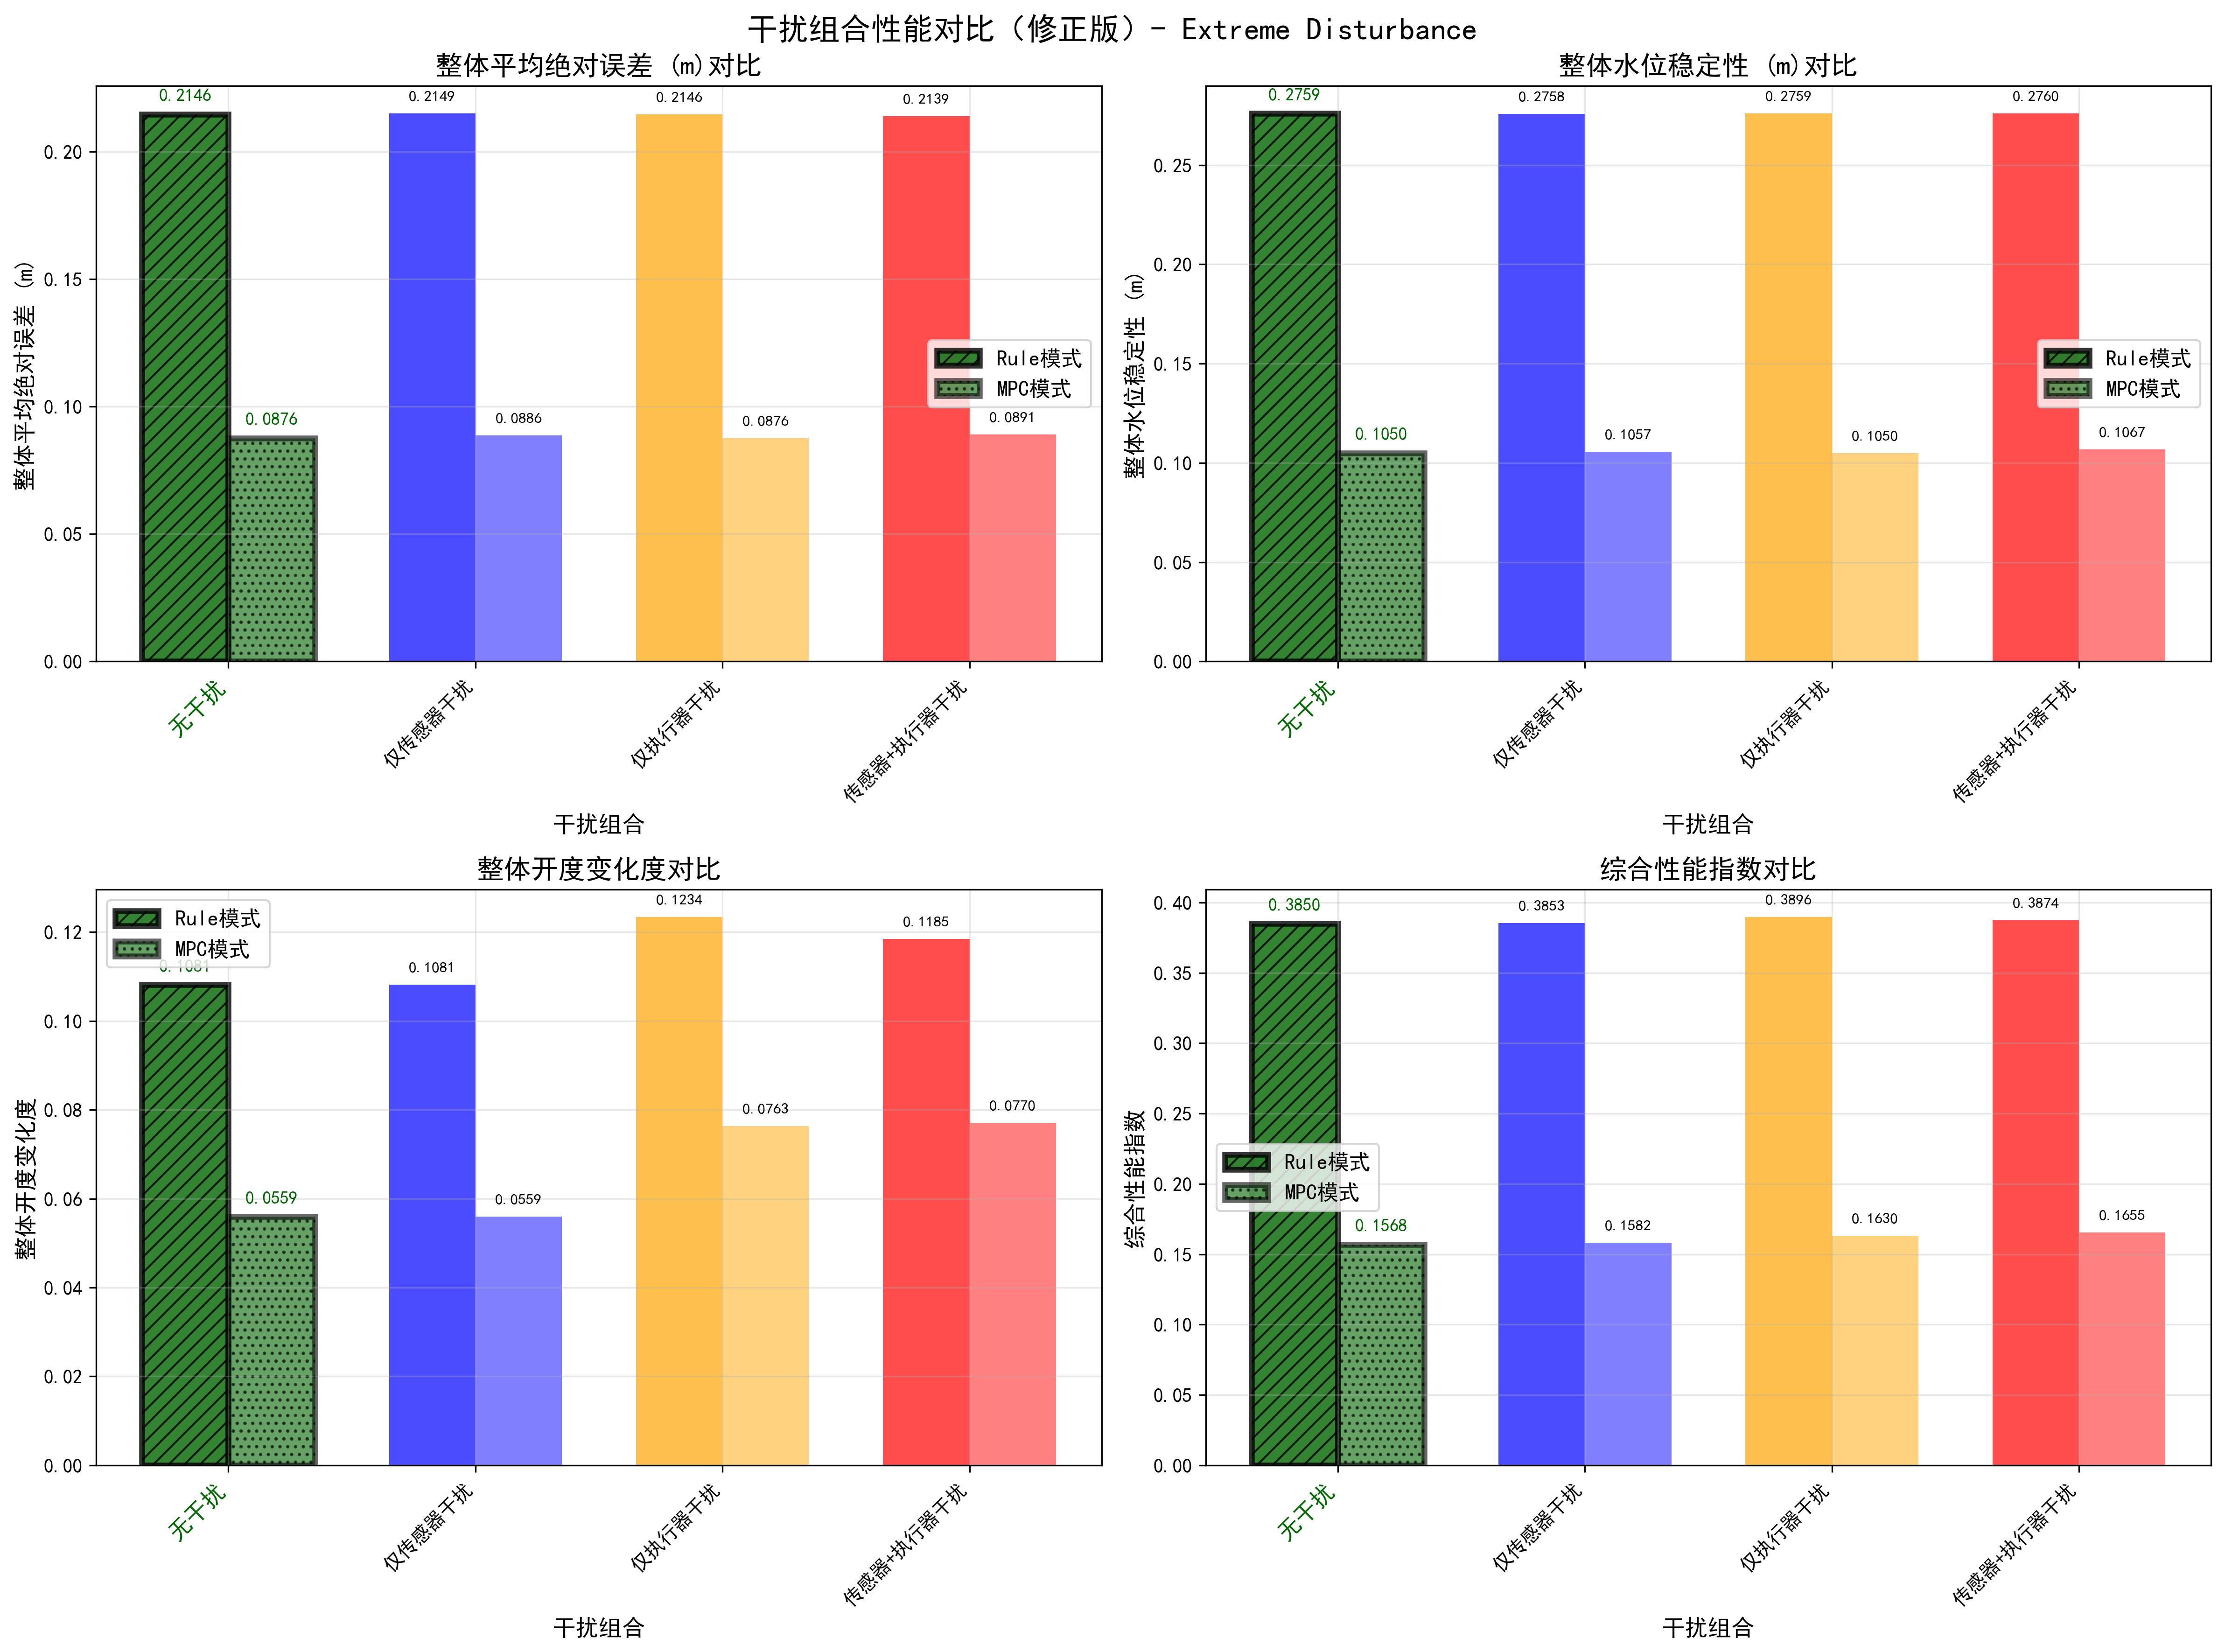 干扰组合性能对比（修正版）- Extreme Disturbance
整体平均绝对误差 (m)对比
整体平均绝对误差 (m)
0.20
0.15
0.10
0.05
0.00
0.2146
0.0876
0.2149
0.0886
0.2146
0.0876
0.2139
0.0891
Rule模式
MPC模式
无干扰
仅传感器干扰
仅执行器干扰
传感器+执行器干扰
干扰组合
整体水位稳定性 (m)对比
整体水位稳定性 (m)
0.25
0.20
0.15
0.10
0.05
0.00
0.2759
0.1050
0.2758
0.1057
0.2759
0.1050
0.2760
0.1067
Rule模式
MPC模式
无干扰
仅传感器干扰
仅执行器干扰
传感器+执行器干扰
干扰组合
整体开度变化度对比
整体开度变化度
0.12
0.10
0.08
0.06
0.04
0.02
0.00
Rule模式
MPC模式
0.1081
0.0559
0.1081
0.0559
0.1234
0.0763
0.1185
0.0770
无干扰
仅传感器干扰
仅执行器干扰
传感器+执行器干扰
干扰组合
综合性能指数对比
综合性能指数
0.40
0.35
0.30
0.25
0.20
0.15
0.10
0.05
0.00
0.3850
0.1568
0.3853
0.1582
0.3896
0.1630
0.3874
0.1655
Rule模式
MPC模式
无干扰
仅传感器干扰
仅执行器干扰
传感器+执行器干扰
干扰组合